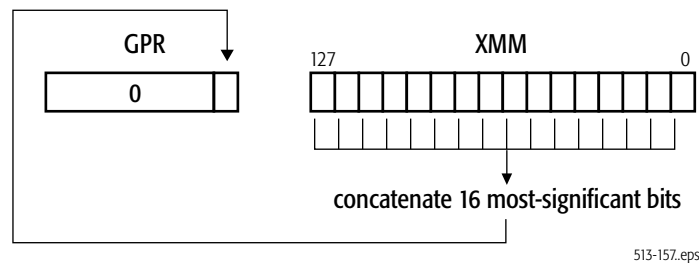 GPR
XMM
127
0
0
concatenate 16 most-significant bits
513-157..eps